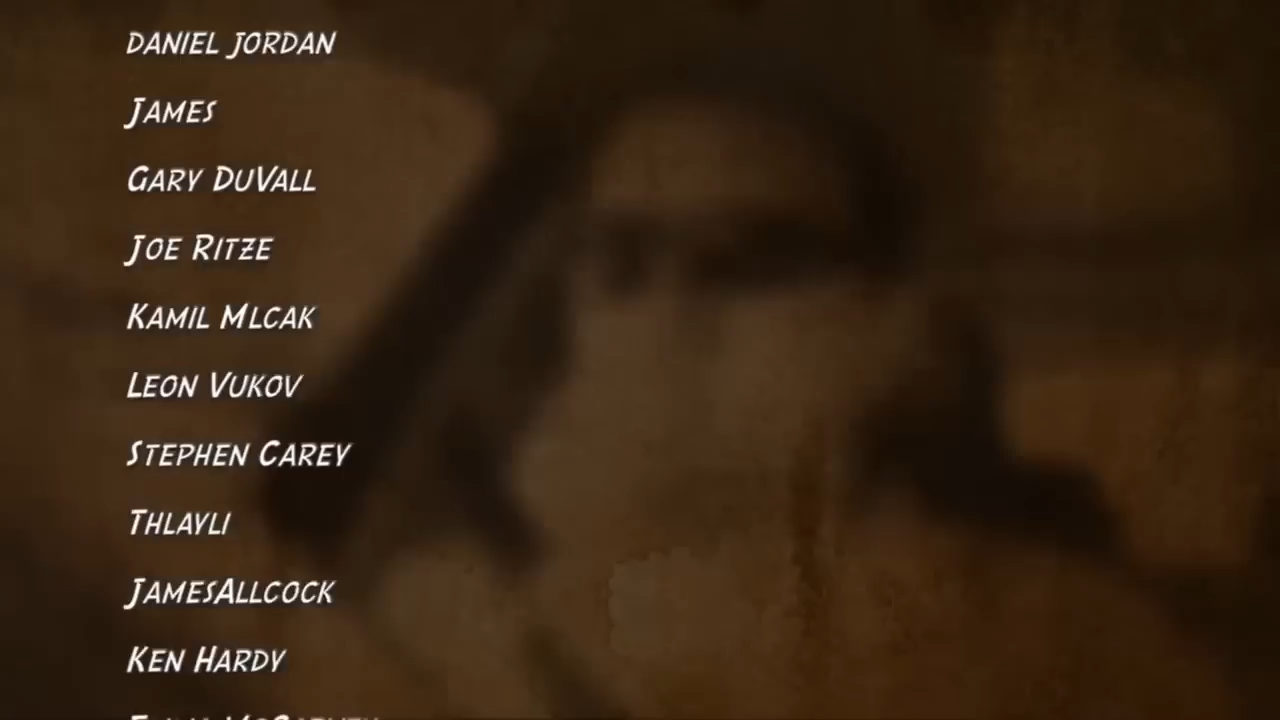 Daniel Jordan
James
Gary DuVall
Joe Ritze
Kamil Mlcak
Leon Vukov
Stephen Carey
Thlayli
JamesAllcock
Ken Hardy